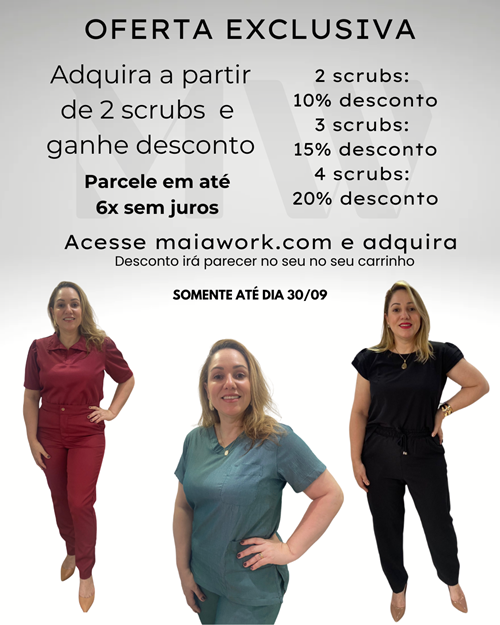 OFERTA EXCLUSIVA
Adquira a partir
de 2 scrubs e
ganhe desconto
Parcele em até
6x sem juros
2 scrubs:
10% desconto
3 scrubs:
15% desconto
4 scrubs:
20% desconto
Acesse maiawork.com e adquira
Desconto irá parecer no seu no seu carrinho
SOMENTE ATÉ DIA 30/09
MW